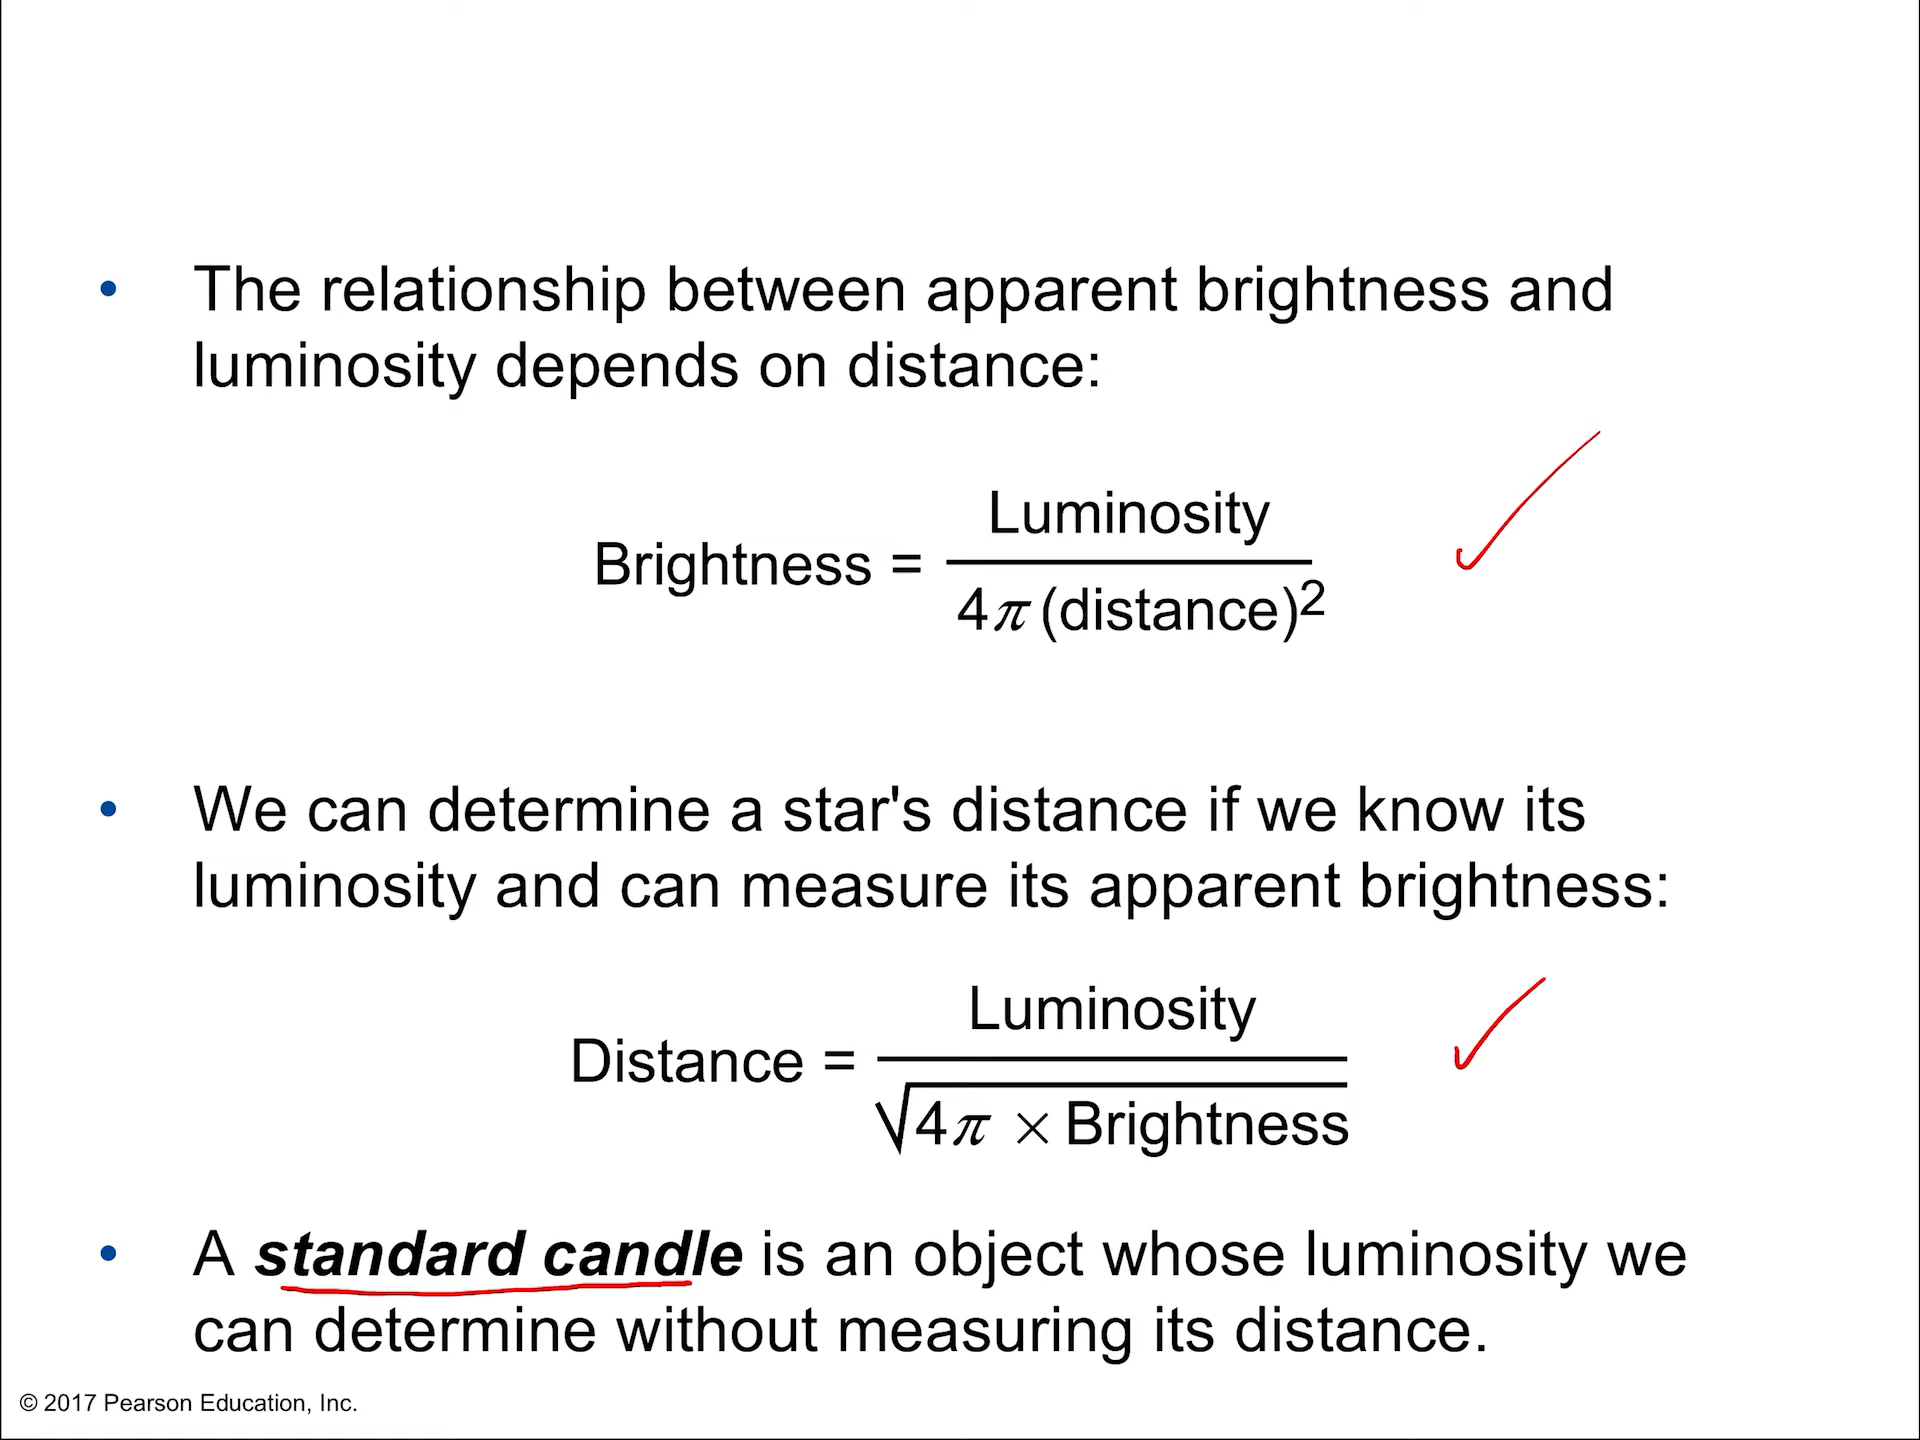 • The relationship between apparent brightness and
luminosity depends on distance:
Luminosity
Brightness =
4π (distance)²
• We can determine a star's distance if we know its
luminosity and can measure its apparent brightness:
Luminosity
Distance =
√4π × Brightness
• A standard candle is an object whose luminosity we
can determine without measuring its distance.
© 2017 Pearson Education, Inc.